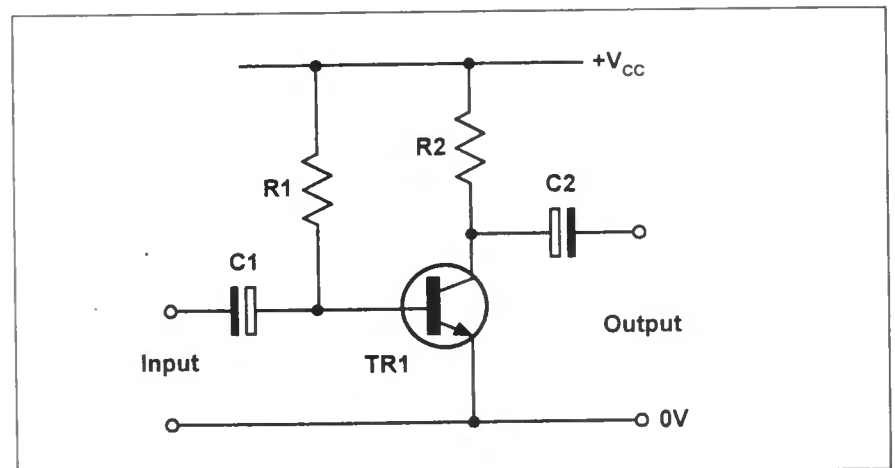 +VCC
R2
R1
C2
C1
Output
Input
TR1
0V